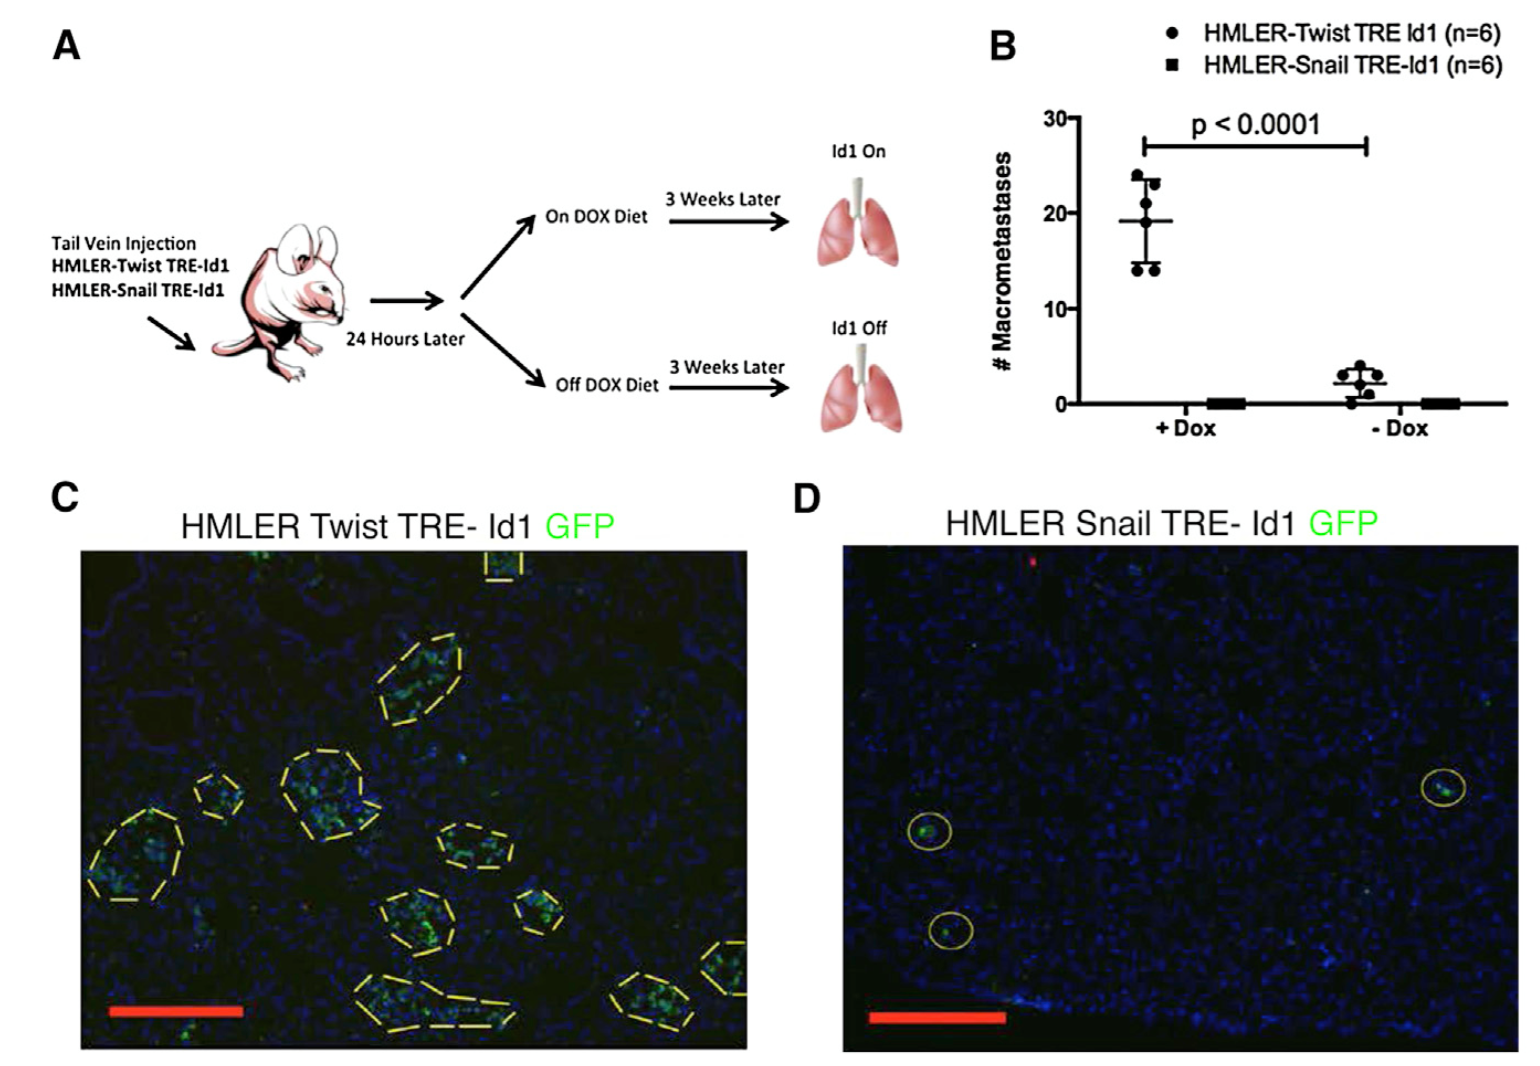 A
Tail Vein Injection
HMLER-Twist TRE-Id1
HMLER-Snail TRE-Id1
24 Hours Later
On DOX Diet
3 Weeks Later
Id1 On
Off DOX Diet
3 Weeks Later
Id1 Off
B
HMLER-Twist TRE Id1 (n=6)
HMLER-Snail TRE-Id1 (n=6)
p < 0.0001
# Macrometastases
30
20
10
0
+ Dox
- Dox
C
HMLER Twist TRE- Id1 GFP
D
HMLER Snail TRE- Id1 GFP